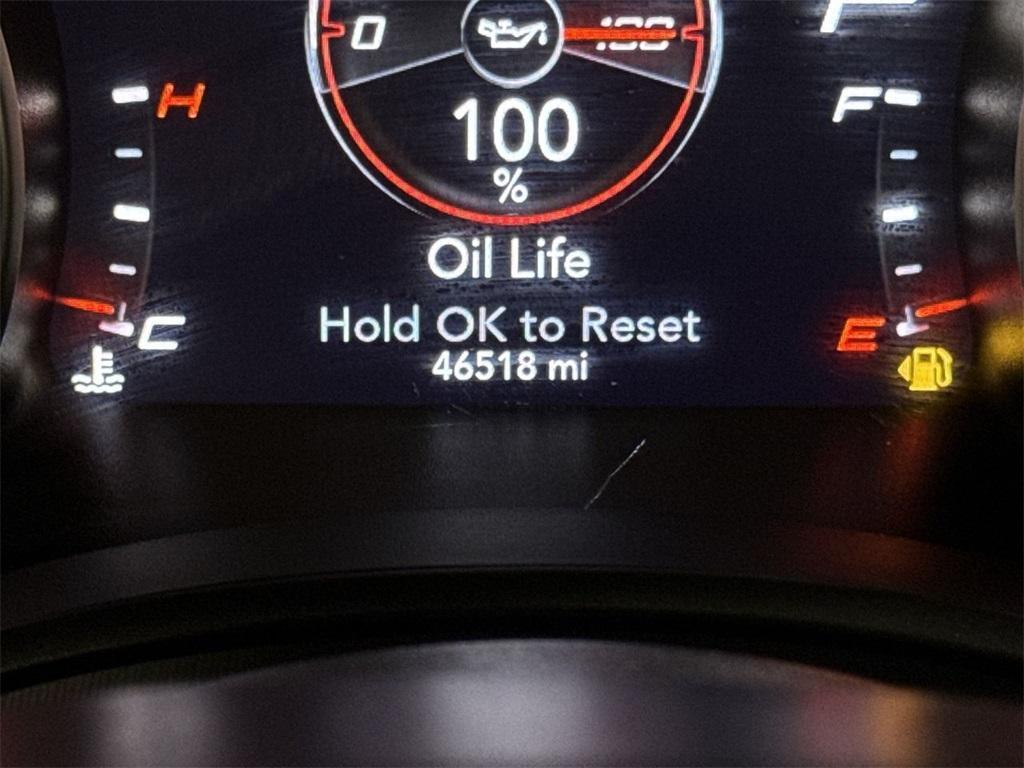 0 100
H F
100
%
Oil Life
Hold OK to Reset
C E
46518 mi